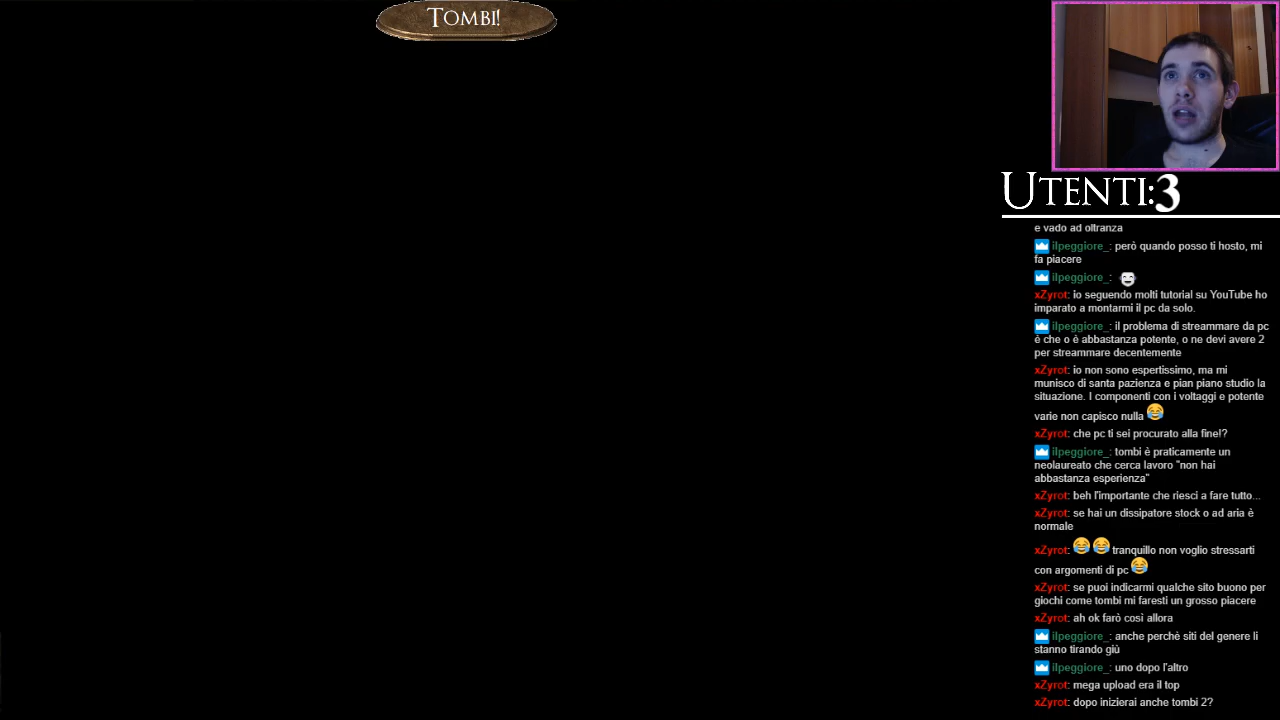 TOMBI!
UTENTI:3
e vado ad oltranza
ilpeggiore_: però quando posso ti hosto, mi
fa piacere
ilpeggiore_:
xZyrot: io seguendo molti tutorial su YouTube ho
imparato a montarmi il pc da solo.
ilpeggiore_: il problema di streammare da pc
è che o è abbastanza potente, o ne devi avere 2
per streammare decentemente
xZyrot: io non sono espertissimo, ma mi
munisco di santa pazienza e pian piano studio la
situazione. I componenti con i voltaggi e potente
varie non capisco nulla 😂
xZyrot: che pc ti sei procurato alla fine!?
ilpeggiore_: tombi è praticamente un
neolaureato che cerca lavoro "non hai
abbastanza esperienza"
xZyrot: beh l'importante che riesci a fare tutto...
xZyrot: se hai un dissipatore stock o ad aria è
normale
xZyrot: 😂 😂 tranquillo non voglio stressarti
con argomenti di pc 😂
xZyrot: se puoi indicarmi qualche sito buono per
giochi come tombi mi faresti un grosso piacere
xZyrot: ah ok farò così allora
ilpeggiore_: anche perchè siti del genere li
stanno tirando giù
ilpeggiore_: uno dopo l'altro
xZyrot: mega upload era il top
xZyrot: dopo inizierai anche tombi 2?